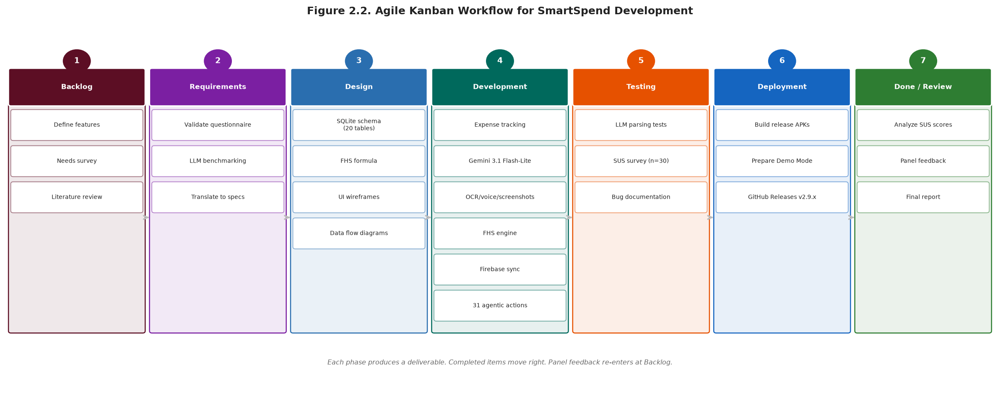 Figure 2.2. Agile Kanban Workflow for SmartSpend Development
1
Backlog
Define features
Needs survey
Literature review
2
Requirements
Validate questionnaire
LLM benchmarking
Translate to specs
3
Design
SQLite schema
(20 tables)
FHS formula
UI wireframes
Data flow diagrams
4
Development
Expense tracking
Gemini 3.1 Flash-Lite
OCR/voice/screenshots
FHS engine
Firebase sync
31 agentic actions
5
Testing
LLM parsing tests
SUS survey (n=30)
Bug documentation
6
Deployment
Build release APKs
Prepare Demo Mode
GitHub Releases v2.9.x
7
Done / Review
Analyze SUS scores
Panel feedback
Final report
Each phase produces a deliverable. Completed items move right. Panel feedback re-enters at Backlog.